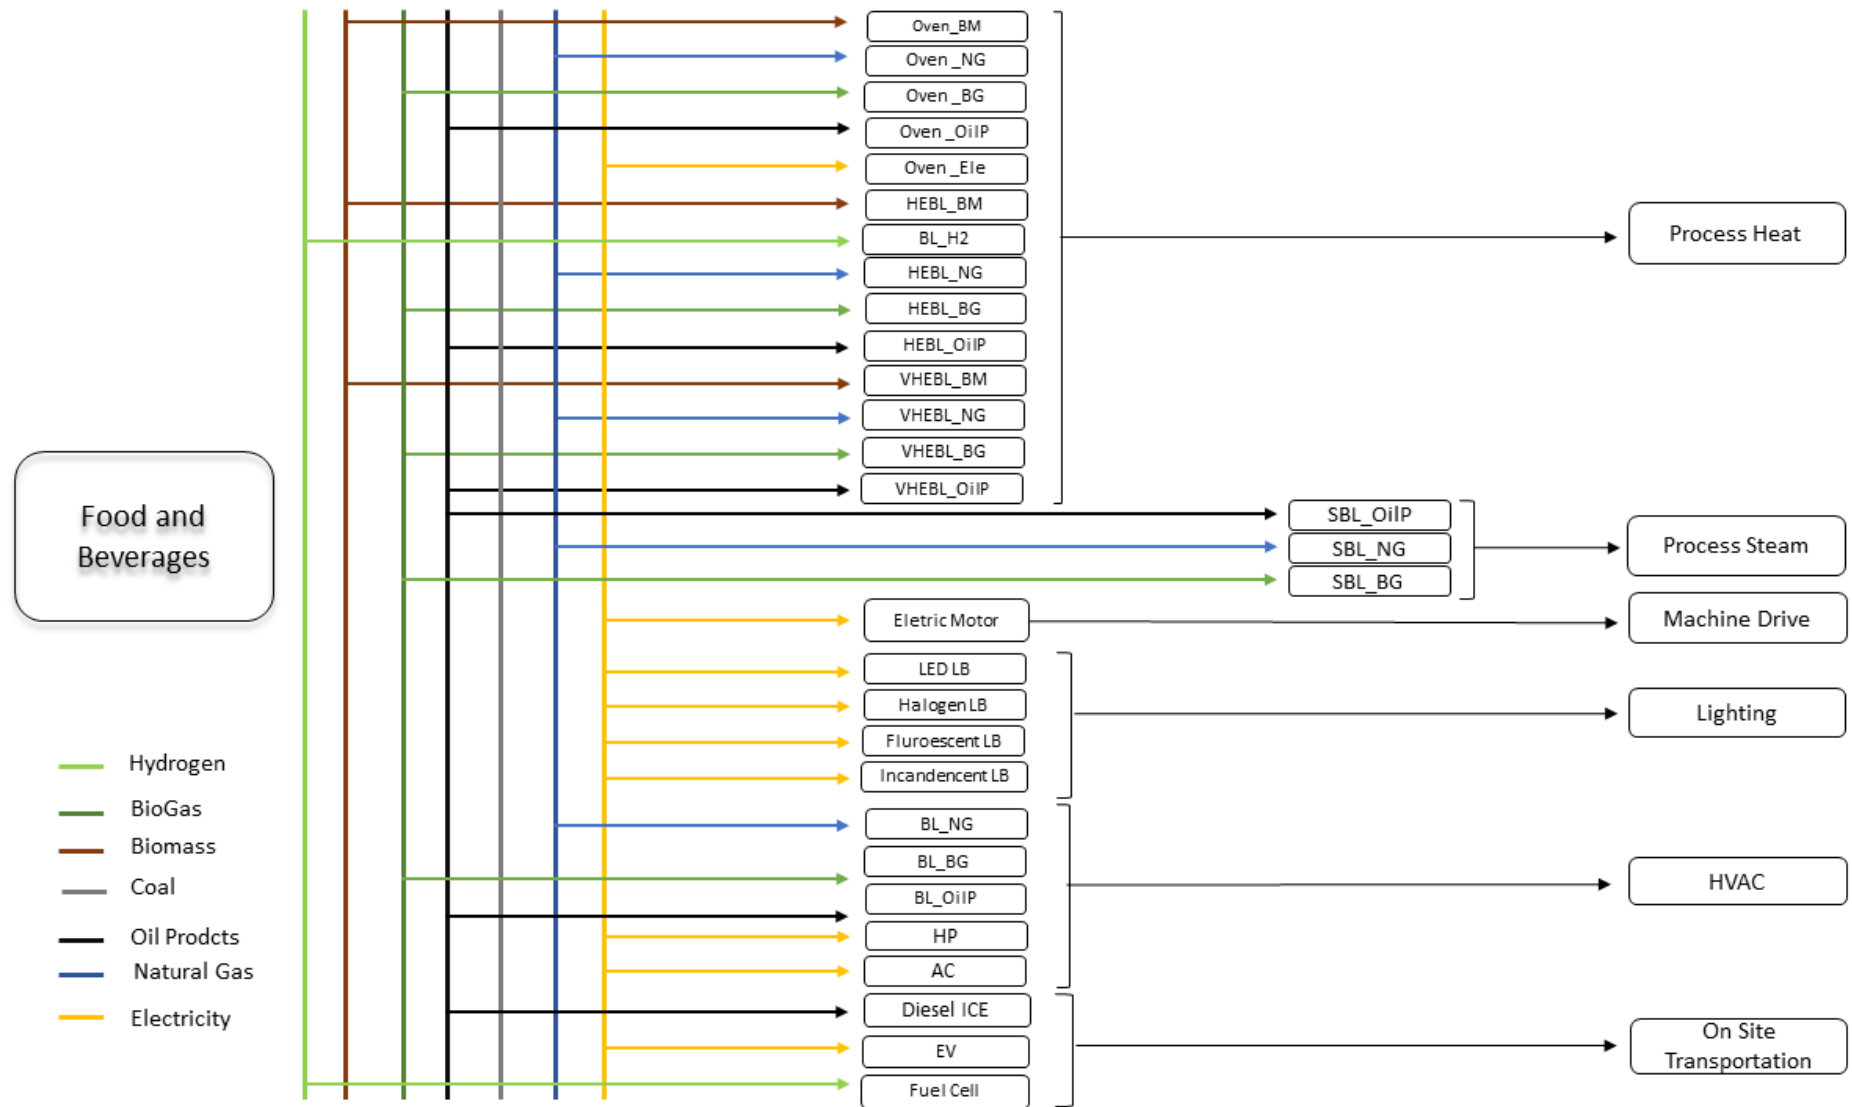 Oven_BM
Oven _NG
Oven _BG
Oven _OilP
Oven _Ele
HEBL_BM
BL_H2
HEBL_NG
HEBL_BG
HEBL_OilP
VHEBL_BM
VHEBL_NG
VHEBL_BG
VHEBL_OilP
Process Heat
Food and
Beverages
SBL_OilP
SBL_NG
SBL_BG
Process Steam
Eletric Motor
Machine Drive
LED LB
Halogen LB
Fluroescent LB
Incandencent LB
Lighting
BL_NG
BL_BG
BL_OilP
HP
AC
HVAC
Diesel ICE
EV
Fuel Cell
On Site
Transportation
Hydrogen
BioGas
Biomass
Coal
Oil Prodcts
Natural Gas
Electricity